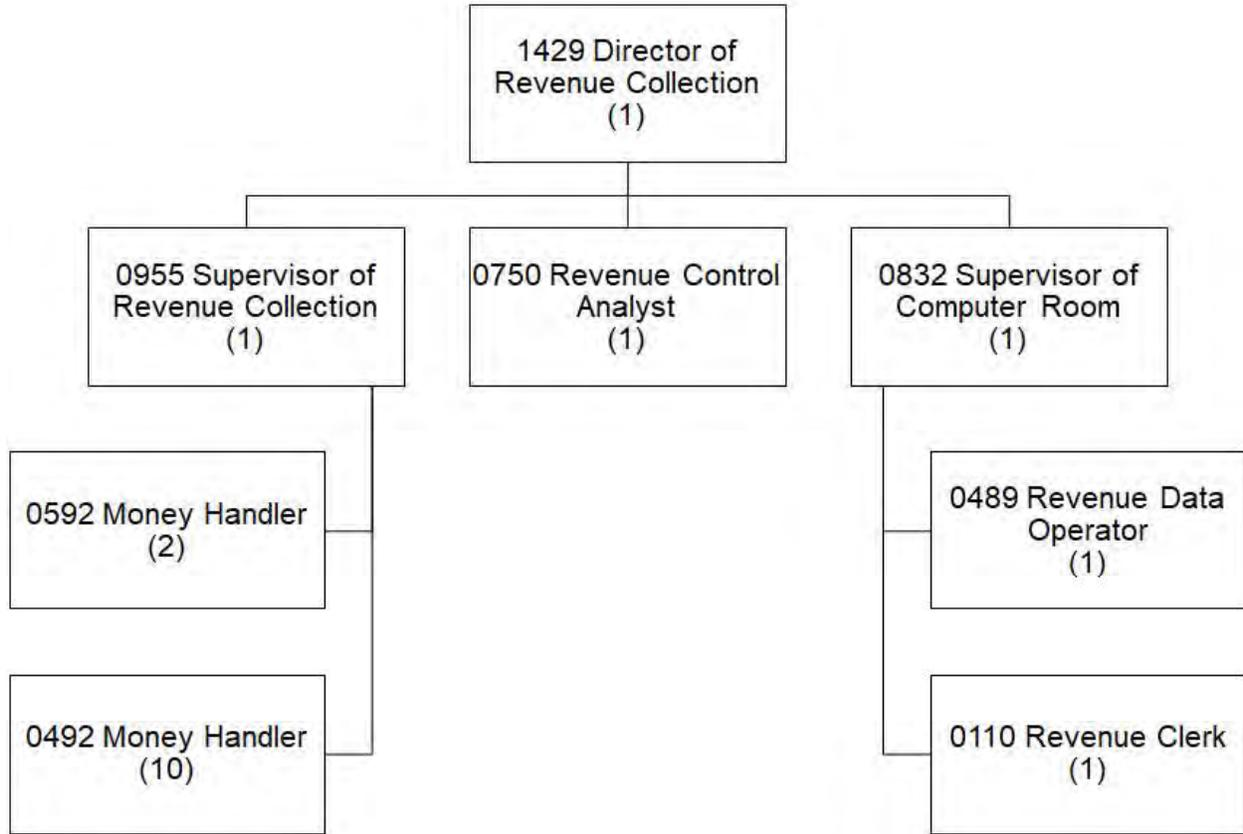 1429 Director of
Revenue Collection
(1)
0955 Supervisor of
Revenue Collection
(1)
0750 Revenue Control
Analyst
(1)
0832 Supervisor of
Computer Room
(1)
0592 Money Handler
(2)
0489 Revenue Data
Operator
(1)
0492 Money Handler
(10)
0110 Revenue Clerk
(1)